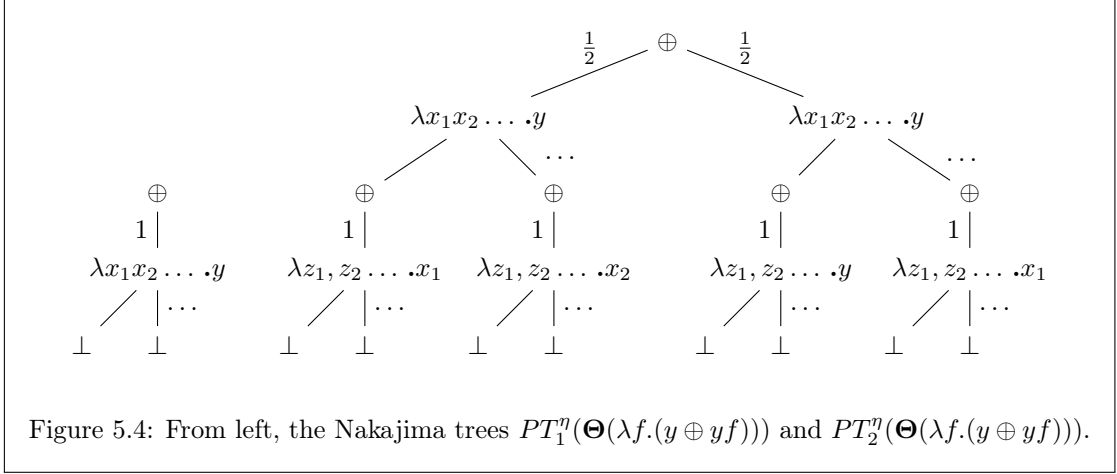 1/2 ⊕ 1/2
λx₁x₂ … .y λx₁x₂ … .y
… …
⊕ ⊕ ⊕ ⊕ ⊕
1 1 1 1 1
λx₁x₂ … .y λz₁, z₂ … .x₁ λz₁, z₂ … .x₂ λz₁, z₂ … .y λz₁, z₂ … .x₁
… … … … …
⊥ ⊥ ⊥ ⊥ ⊥ ⊥ ⊥ ⊥ ⊥ ⊥
Figure 5.4: From left, the Nakajima trees PT₁^η(Θ(λf.(y ⊕ yf))) and PT₂^η(Θ(λf.(y ⊕ yf))).